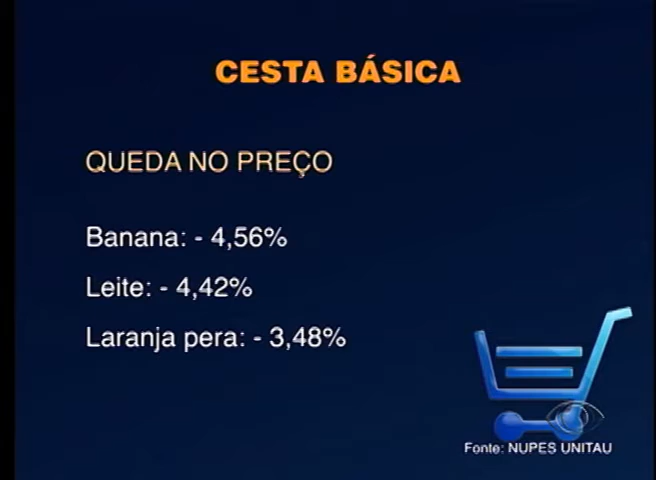 CESTA BÁSICA
QUEDA NO PREÇO
Banana: - 4,56%
Leite: - 4,42%
Laranja pera: - 3,48%
Fonte: NUPES UNITAU